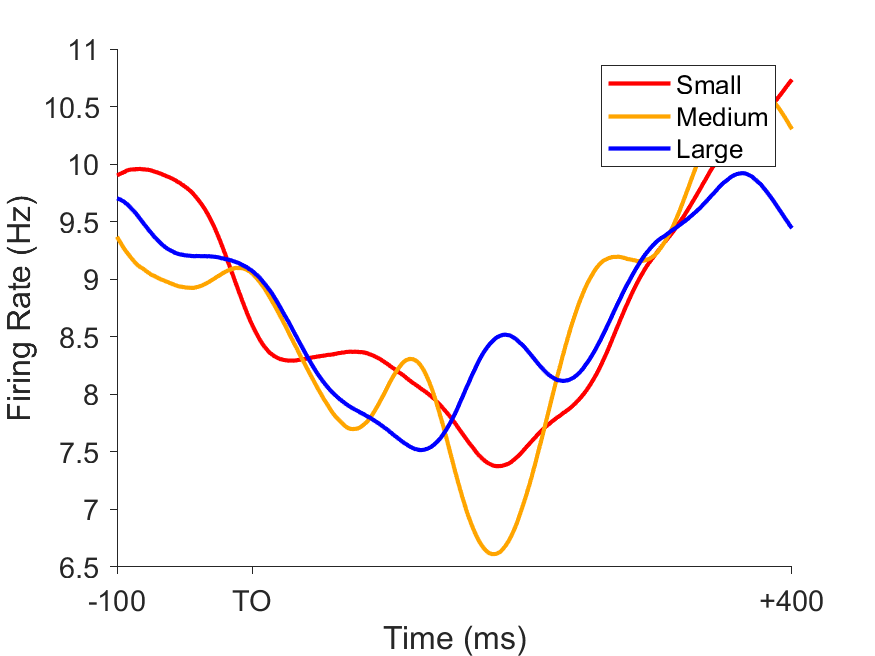 11
10.5
10
9.5
9
8.5
8
7.5
7
6.5
Firing Rate (Hz)
Small
Medium
Large
-100 TO +400
Time (ms)